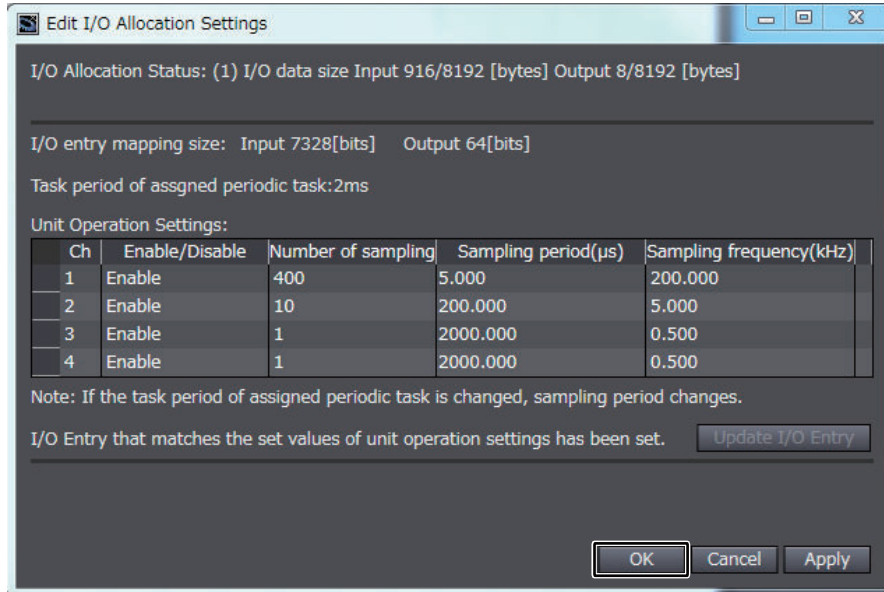 Edit I/O Allocation Settings
I/O Allocation Status: (1) I/O data size Input 916/8192 [bytes] Output 8/8192 [bytes]
I/O entry mapping size: Input 7328[bits] Output 64[bits]
Task period of assgned periodic task:2ms
Unit Operation Settings:
Ch Enable/Disable Number of sampling Sampling period(µs) Sampling frequency(kHz)
1 Enable 400 5.000 200.000
2 Enable 10 200.000 5.000
3 Enable 1 2000.000 0.500
4 Enable 1 2000.000 0.500
Note: If the task period of assigned periodic task is changed, sampling period changes.
I/O Entry that matches the set values of unit operation settings has been set. Update I/O Entry
OK Cancel Apply